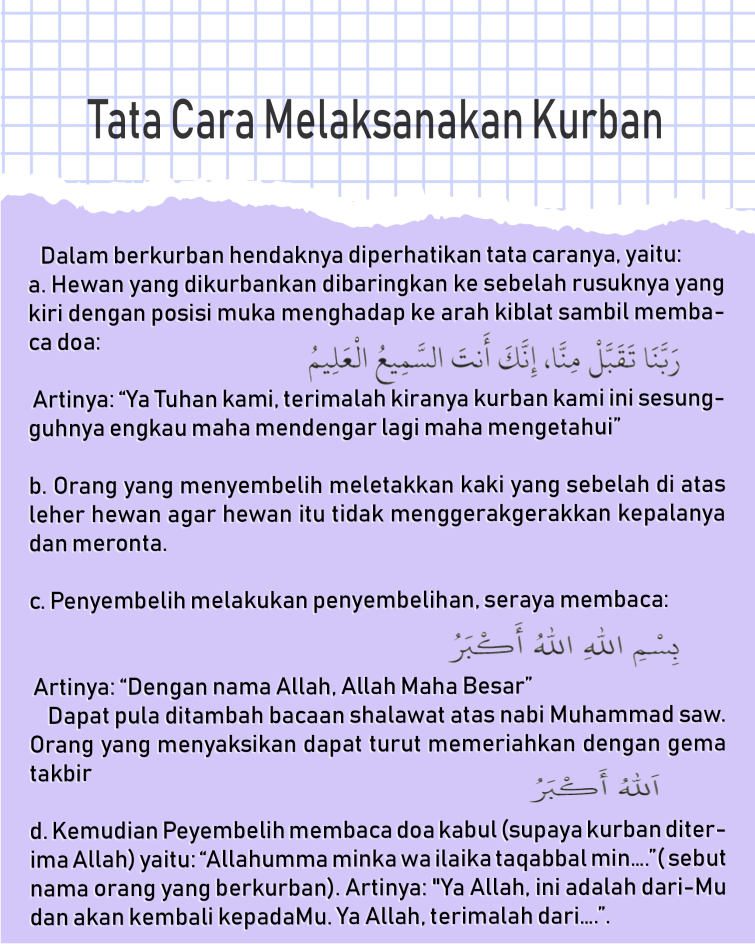 Tata Cara Melaksanakan Kurban
Dalam berkurban hendaknya diperhatikan tata caranya, yaitu:
a. Hewan yang dikurbankan dibaringkan ke sebelah rusuknya yang
kiri dengan posisi muka menghadap ke arah kiblat sambil memba-
ca doa:
رَبَّنَا تَقَبَّلْ مِنَّا، إِنَّكَ أَنتَ السَّمِيعُ الْعَلِيمُ
Artinya: “Ya Tuhan kami, terimalah kiranya kurban kami ini sesung-
guhnya engkau maha mendengar lagi maha mengetahui”
b. Orang yang menyembelih meletakkan kaki yang sebelah di atas
leher hewan agar hewan itu tidak menggerakgerakkan kepalanya
dan meronta.
c. Penyembelih melakukan penyembelihan, seraya membaca:
بِسْمِ اللهِ اللهُ أَكْبَرُ
Artinya: “Dengan nama Allah, Allah Maha Besar”
Dapat pula ditambah bacaan shalawat atas nabi Muhammad saw.
Orang yang menyaksikan dapat turut memeriahkan dengan gema
takbir
اَللهُ أَكْبَرُ
d. Kemudian Peyembelih membaca doa kabul (supaya kurban diter-
ima Allah) yaitu: “Allahumma minka wa ilaika taqabbal min....”( sebut
nama orang yang berkurban). Artinya: "Ya Allah, ini adalah dari-Mu
dan akan kembali kepadaMu. Ya Allah, terimalah dari....”.